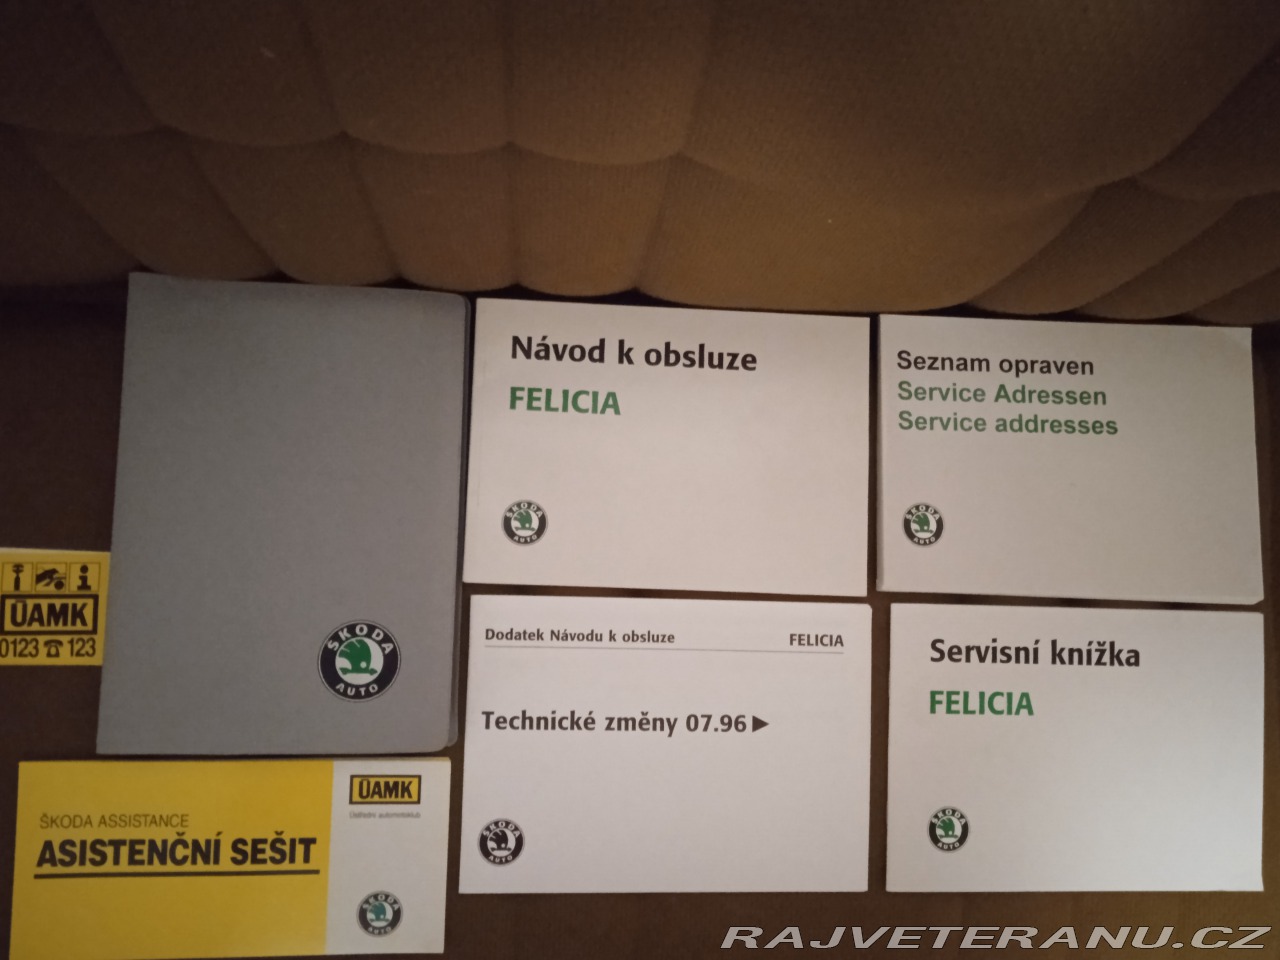 Návod k obsluze
FELICIA
ŠKODA
AUTO
Seznam opraven
Service Adressen
Service addresses
ŠKODA
AUTO
ÚAMK
0123 ☎ 123
ŠKODA
AUTO
Dodatek Návodu k obsluze FELICIA
Technické změny 07.96 ▶
ŠKODA
AUTO
Servisní knížka
FELICIA
ŠKODA
AUTO
ŠKODA ASSISTANCE
ASISTENČNÍ SEŠIT
ÚAMK
Ústřední automotoklub
ŠKODA
AUTO
RAJVETERANU.CZ